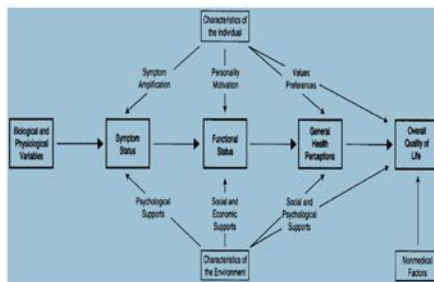 Characteristics
of the Individual
Symptom
Amplification
Personality
Motivation
Values
Preferences
Biological and
Physiological
Variables
Symptom
Status
Functional
Status
General
Health
Perceptions
Overall
Quality of
Life
Psychological
Supports
Social and
Economic
Supports
Social and
Psychological
Supports
Characteristics
of the Environment
Nonmedical
Factors